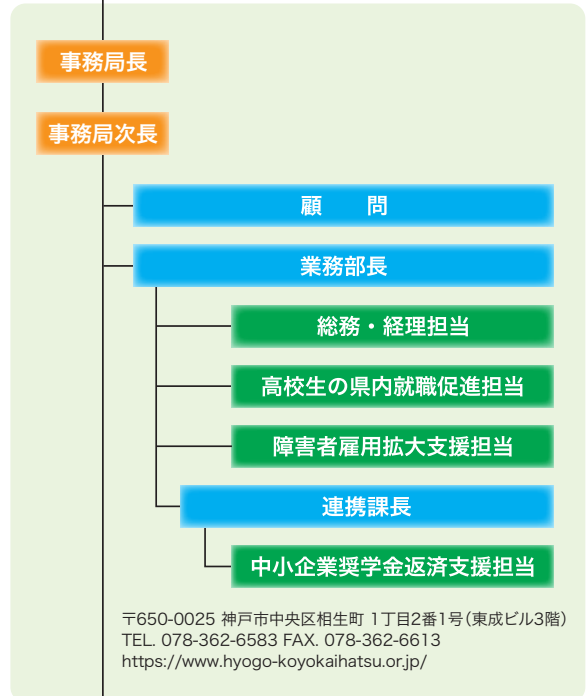 事務局長
事務局次長
顧　　問
業務部長
総務・経理担当
高校生の県内就職促進担当
障害者雇用拡大支援担当
連携課長
中小企業奨学金返済支援担当
〒650-0025 神戸市中央区相生町 1丁目2番1号（東成ビル3階）
TEL. 078-362-6583 FAX. 078-362-6613
https://www.hyogo-koyokaihatsu.or.jp/